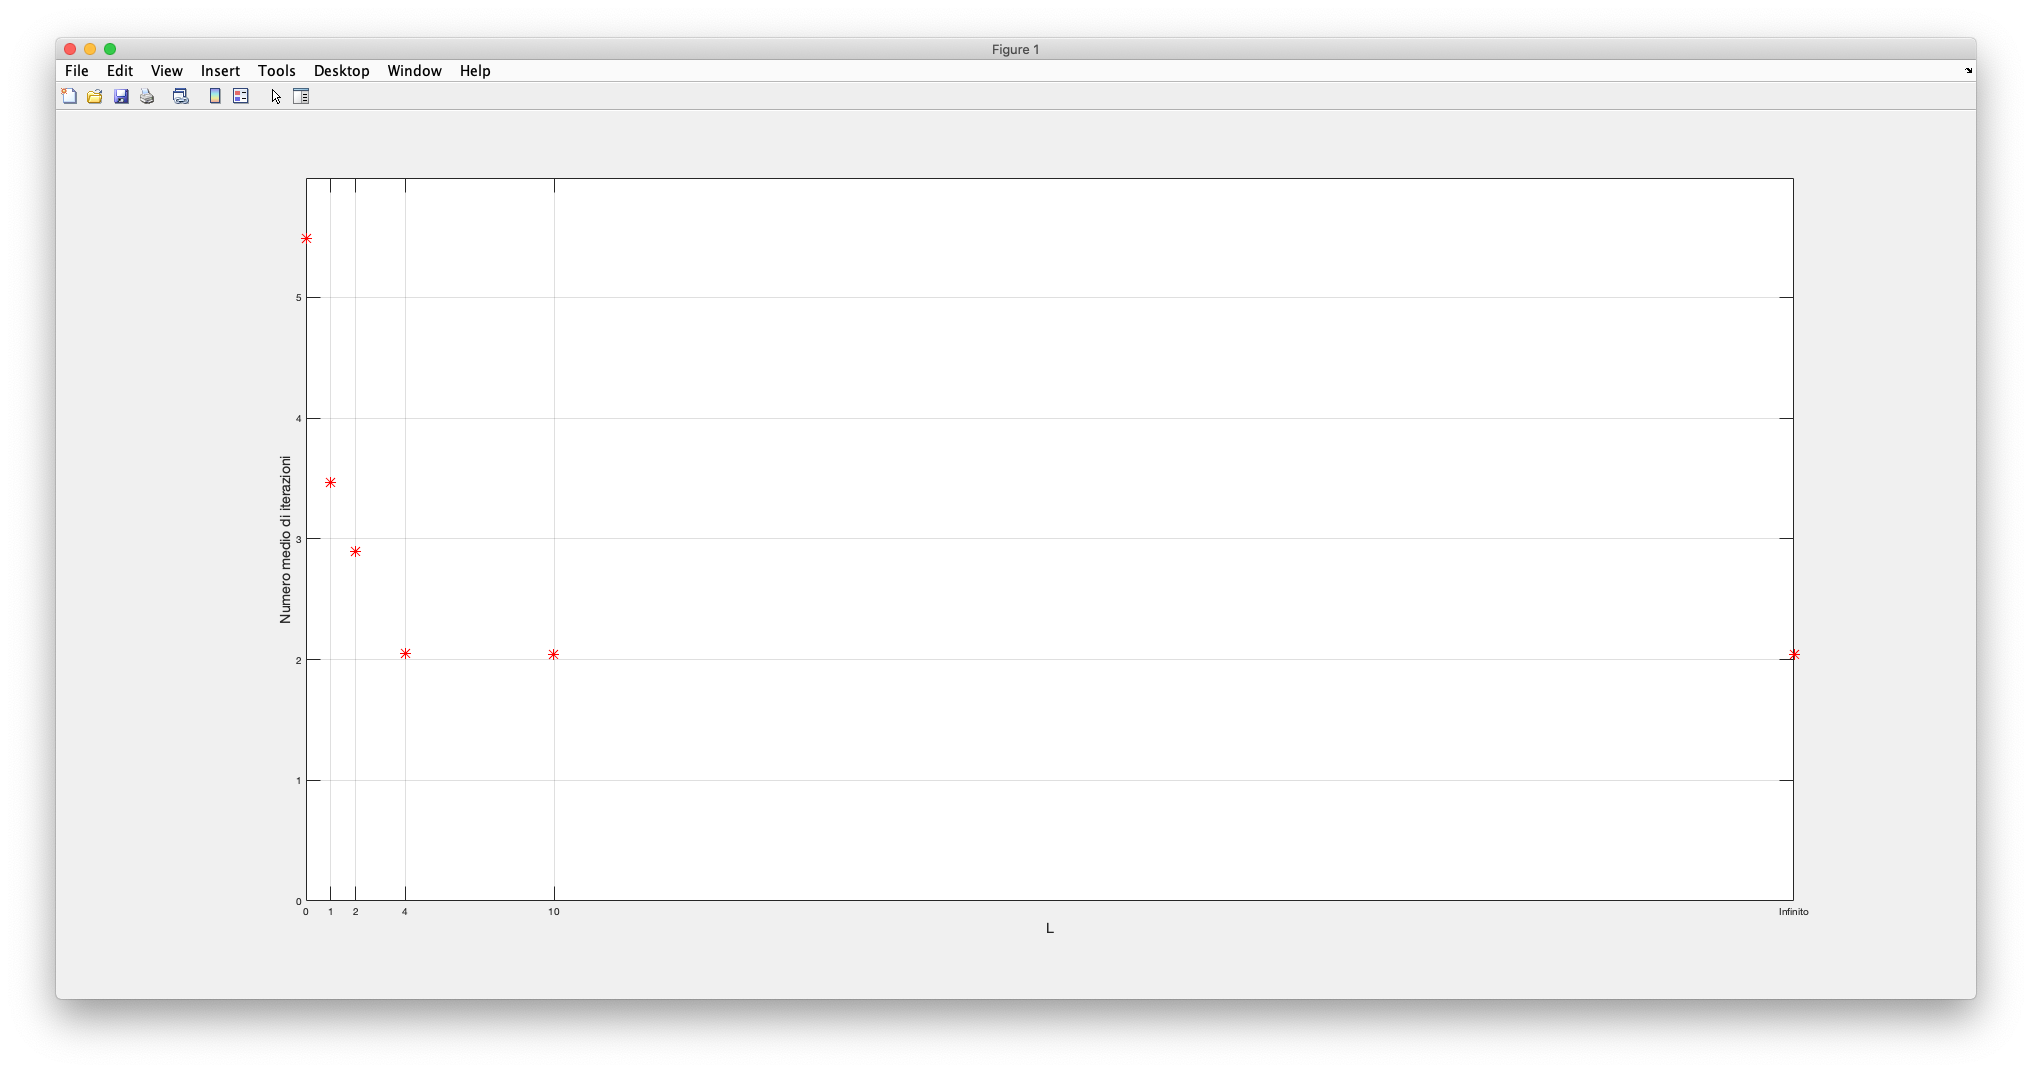 Figure 1
File Edit View Insert Tools Desktop Window Help
5
4
3
2
1
0
Numero medio di iterazioni
0 1 2 4 10 Infinito
L